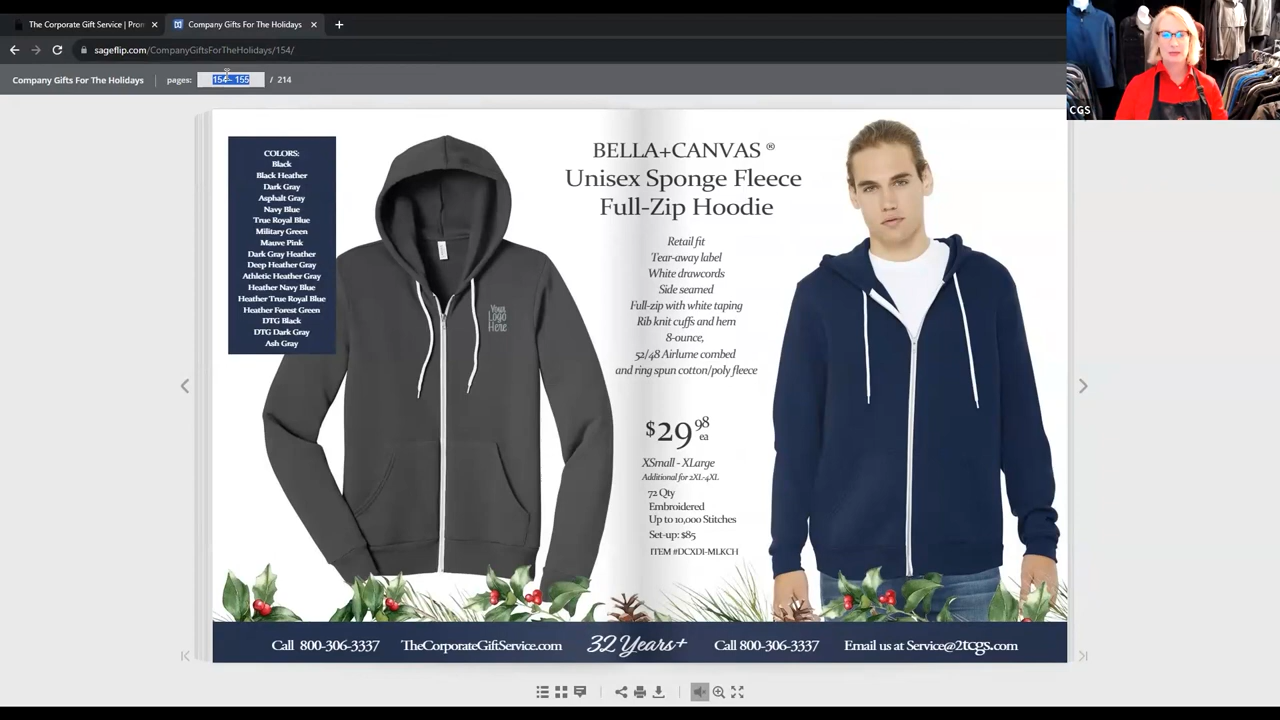 The Corporate Gift Service | Pron
Company Gifts For The Holidays
sageflip.com/CompanyGiftsForTheHolidays/154/
Company Gifts For The Holidays
pages:
154 - 155
/ 214
CGS
COLORS:
Black
Black Heather
Dark Gray
Asphalt Gray
Navy Blue
True Royal Blue
Military Green
Mauve Pink
Dark Gray Heather
Deep Heather Gray
Athletic Heather Gray
Heather Navy Blue
Heather True Royal Blue
Heather Forest Green
DTG Black
DTG Dark Gray
Ash Gray
Your
Logo
Here
BELLA+CANVAS ®
Unisex Sponge Fleece
Full-Zip Hoodie
Retail fit
Tear-away label
White drawcords
Side seamed
Full-zip with white taping
Rib knit cuffs and hem
8-ounce,
52/48 Airlume combed
and ring spun cotton/poly fleece
$29 98 ea
XSmall - XLarge
Additional for 2XL-4XL
72 Qty
Embroidered
Up to 10,000 Stitches
Set-up: $85
ITEM #DCXDI-MLKCH
Call 800-306-3337
TheCorporateGiftService.com
32 Years+
Call 800-306-3337
Email us at Service@2tcgs.com